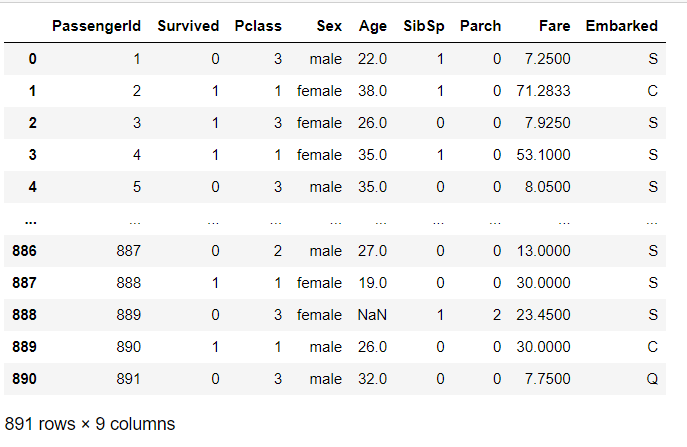 PassengerId Survived Pclass Sex Age SibSp Parch Fare Embarked
0 1 0 3 male 22.0 1 0 7.2500 S
1 2 1 1 female 38.0 1 0 71.2833 C
2 3 1 3 female 26.0 0 0 7.9250 S
3 4 1 1 female 35.0 1 0 53.1000 S
4 5 0 3 male 35.0 0 0 8.0500 S
... ... ... ... ... ... ... ... ... ...
886 887 0 2 male 27.0 0 0 13.0000 S
887 888 1 1 female 19.0 0 0 30.0000 S
888 889 0 3 female NaN 1 2 23.4500 S
889 890 1 1 male 26.0 0 0 30.0000 C
890 891 0 3 male 32.0 0 0 7.7500 Q
891 rows × 9 columns